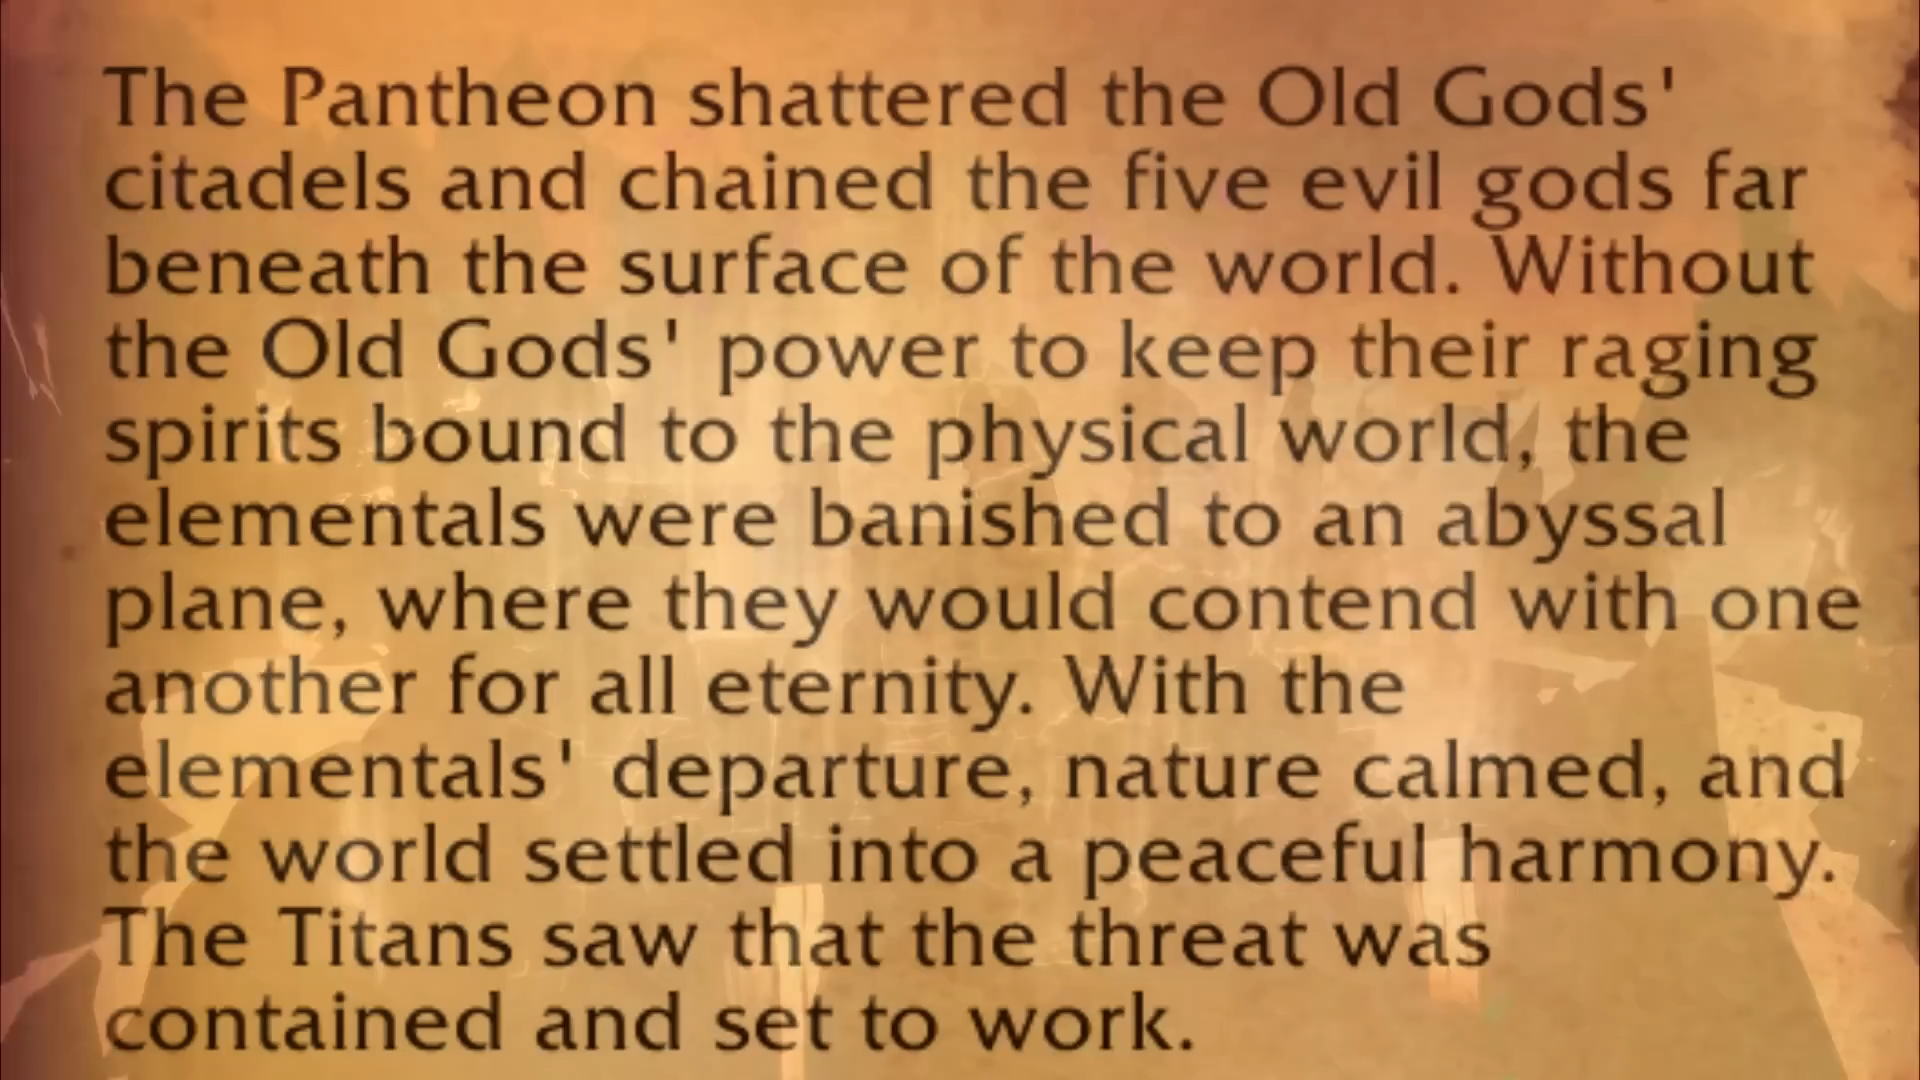 The Pantheon shattered the Old Gods'
citadels and chained the five evil gods far
beneath the surface of the world. Without
the Old Gods' power to keep their raging
spirits bound to the physical world, the
elementals were banished to an abyssal
plane, where they would contend with one
another for all eternity. With the
elementals' departure, nature calmed, and
the world settled into a peaceful harmony.
The Titans saw that the threat was
contained and set to work.